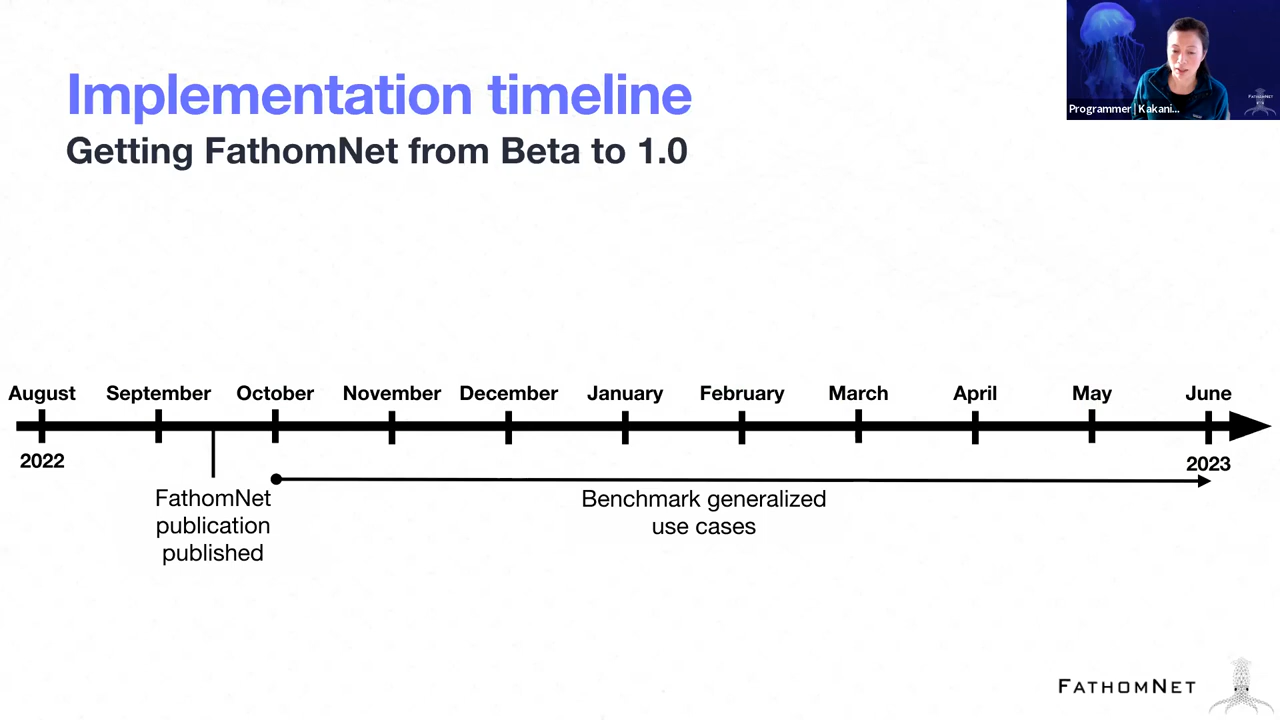 Implementation timeline
Getting FathomNet from Beta to 1.0
Programmer | Kakani...
FATHOMNET
August September October November December January February March April May June
2022
2023
FathomNet
publication
published
Benchmark generalized
use cases
FATHOMNET